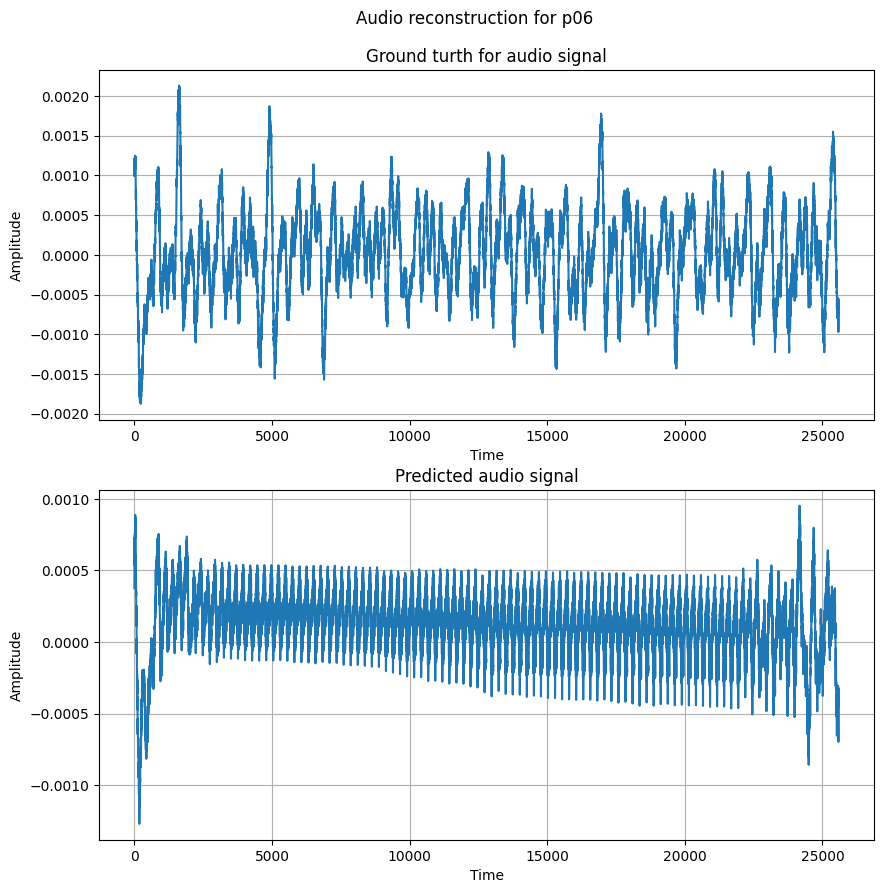 Audio reconstruction for p06
Ground turth for audio signal
0.0020
0.0015
0.0010
0.0005
0.0000
−0.0005
−0.0010
−0.0015
−0.0020
Amplitude
0 5000 10000 15000 20000 25000
Time
Predicted audio signal
0.0010
0.0005
0.0000
−0.0005
−0.0010
Amplitude
0 5000 10000 15000 20000 25000
Time